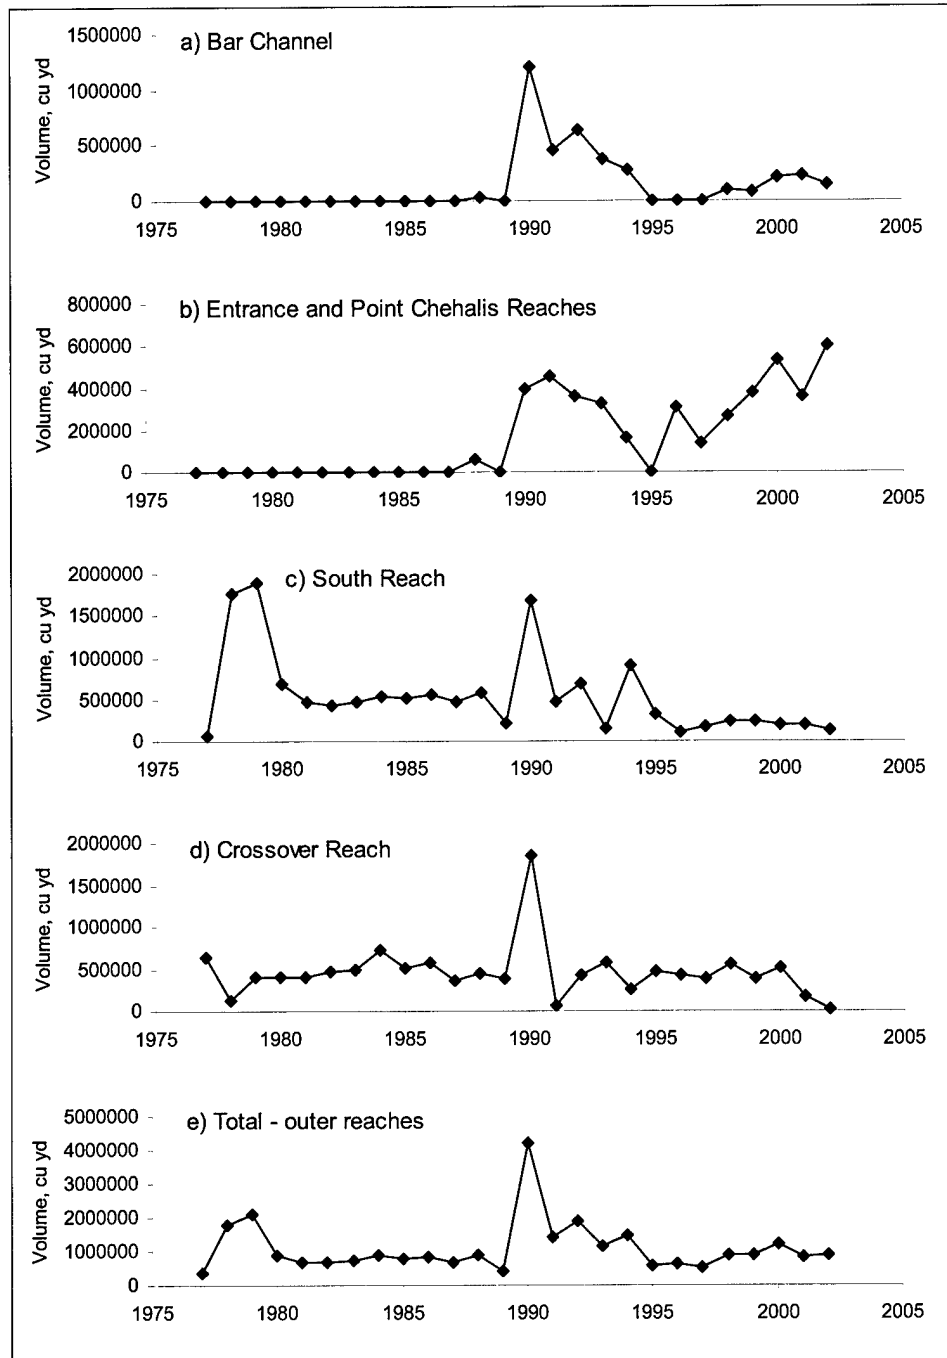 a) Bar Channel
Volume, cu yd
1500000
1000000
500000
0
1975 1980 1985 1990 1995 2000 2005
b) Entrance and Point Chehalis Reaches
Volume, cu yd
800000
600000
400000
200000
0
1975 1980 1985 1990 1995 2000 2005
c) South Reach
Volume, cu yd
2000000
1500000
1000000
500000
0
1975 1980 1985 1990 1995 2000 2005
d) Crossover Reach
Volume, cu yd
2000000
1500000
1000000
500000
0
1975 1980 1985 1990 1995 2000 2005
e) Total - outer reaches
Volume, cu yd
5000000
4000000
3000000
2000000
1000000
0
1975 1980 1985 1990 1995 2000 2005